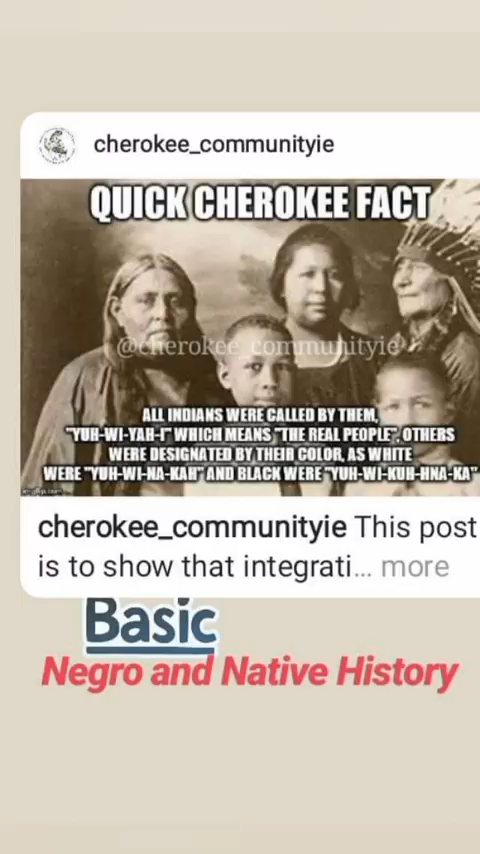 cherokee_communityie
QUICK CHEROKEE FACT
@cherokee_communityie
ALL INDIANS WERE CALLED BY THEM,
"YUH-WI-YAH-I" WHICH MEANS "THE REAL PEOPLE". OTHERS
WERE DESIGNATED BY THEIR COLOR, AS WHITE
WERE "YUH-WI-NA-KAH" AND BLACK WERE "YUH-WI-KUH-HNA-KA"
imgflip.com
cherokee_communityie This post
is to show that integrati... more
Basic
Negro and Native History